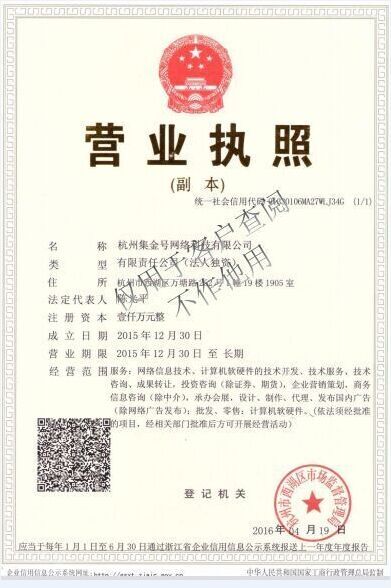 营业执照
(副 本)
统一社会信用代码 91330106MA27WLJ34G (1/1)
名 称 杭州集金号网络科技有限公司
类 型 有限责任公司（法人独资）
住 所 杭州市西湖区万塘路 幢19楼1905室
法定代表人 平
注册资本 壹仟万元整
成立日期 2015年12月30日
营业期限 2015年12月30日至长期
经营范围 服务：网络信息技术、计算机软硬件的技术开发、技术服务、技术
咨询、成果转让，投资咨询（除证券、期货），企业营销策划、商务
信息咨询（除中介），承办会展、设计、制作、代理、发布国内广告
（除网络广告发布）；批发、零售：计算机软硬件。（依法须经批准
的项目，经相关部门批准后方可开展经营活动）
仅用于客户查阅
不作他用
登记机关
杭州市西湖区市场监督管理局
2016年04月19日
应当于每年1月1日至6月30日通过浙江省企业信用信息公示系统报送上一年度年度报告
企业信用信息公示系统网址:
中华人民共和国国家工商行政管理总局监制